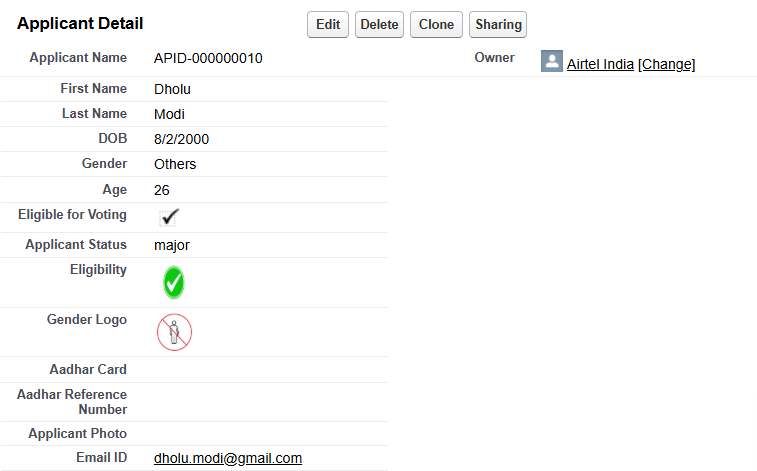 Applicant Detail Edit Delete Clone Sharing
Applicant Name APID-000000010 Owner Airtel India [Change]
First Name Dholu
Last Name Modi
DOB 8/2/2000
Gender Others
Age 26
Eligible for Voting
Applicant Status major
Eligibility
Gender Logo
Aadhar Card
Aadhar Reference
Number
Applicant Photo
Email ID dholu.modi@gmail.com